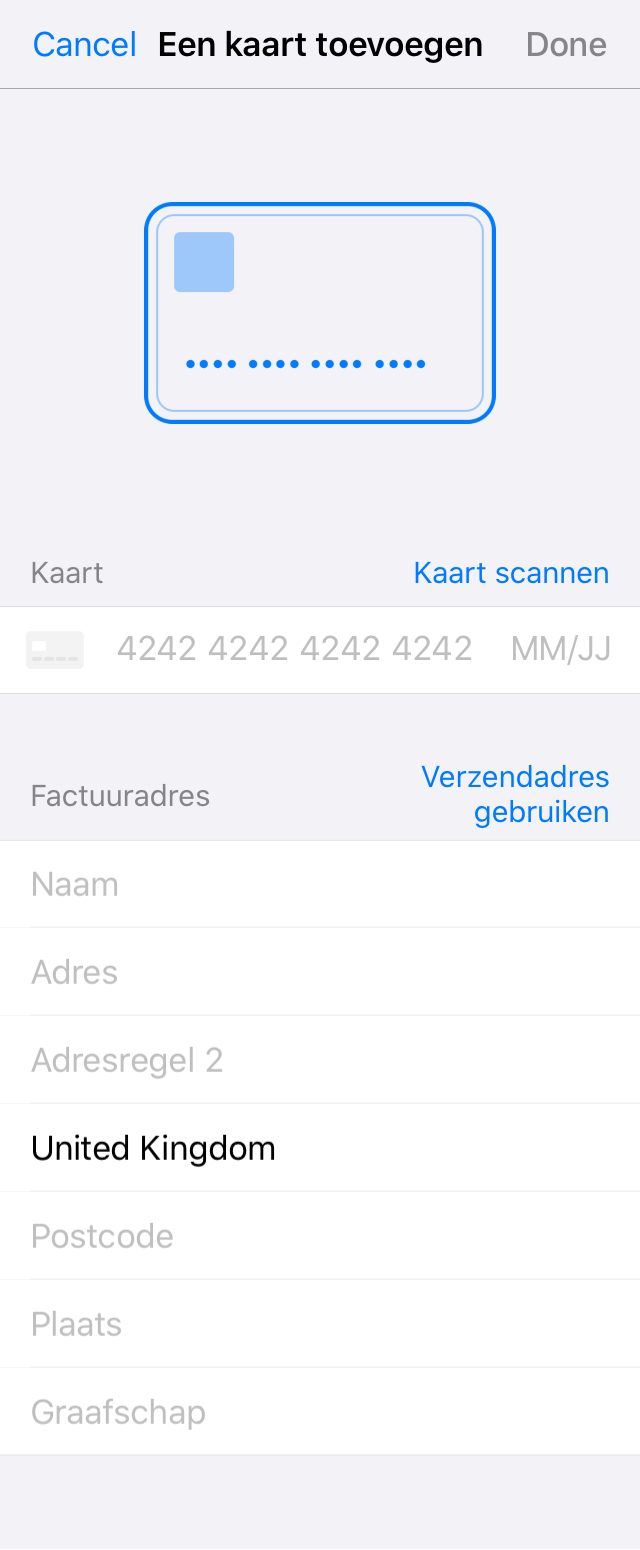 Cancel Een kaart toevoegen Done
Kaart Kaart scannen
4242 4242 4242 4242 MM/JJ
Factuuradres Verzendadres gebruiken
Naam
Adres
Adresregel 2
United Kingdom
Postcode
Plaats
Graafschap